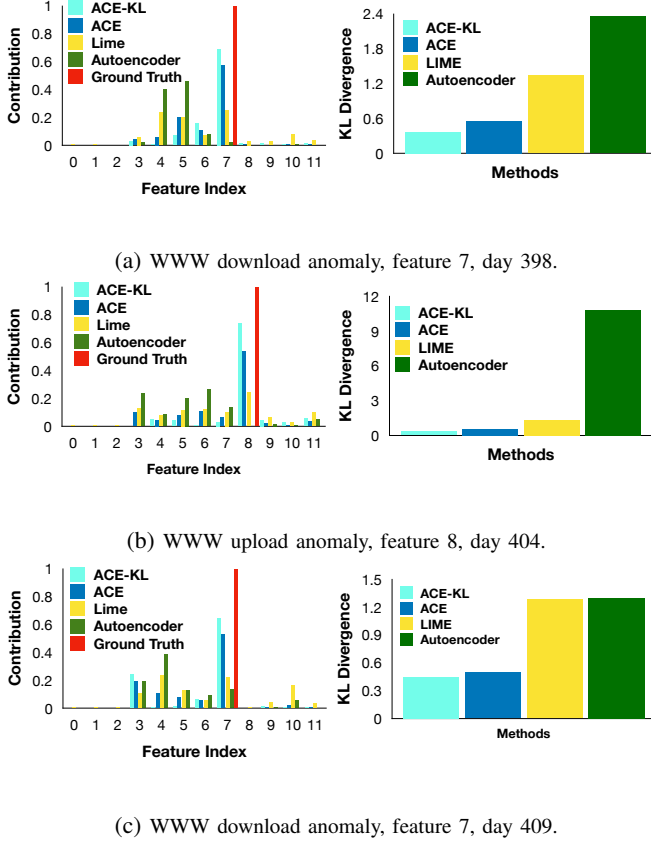 ACE-KL
ACE
Lime
Autoencoder
Ground Truth
Contribution
1
0.8
0.6
0.4
0.2
0
0 1 2 3 4 5 6 7 8 9 10 11
Feature Index
KL Divergence
2.4
1.8
1.2
0.6
0
ACE-KL
ACE
LIME
Autoencoder
Methods
(a) WWW download anomaly, feature 7, day 398.
ACE-KL
ACE
Lime
Autoencoder
Ground Truth
Contribution
1
0.8
0.6
0.4
0.2
0
0 1 2 3 4 5 6 7 8 9 10 11
Feature Index
KL Divergence
12
9
6
3
0
ACE-KL
ACE
LIME
Autoencoder
Methods
(b) WWW upload anomaly, feature 8, day 404.
ACE-KL
ACE
Lime
Autoencoder
Ground Truth
Contribution
1
0.8
0.6
0.4
0.2
0
0 1 2 3 4 5 6 7 8 9 10 11
Feature Index
KL Divergence
1.5
1.2
0.9
0.6
0.3
0
ACE-KL
ACE
LIME
Autoencoder
Methods
(c) WWW download anomaly, feature 7, day 409.